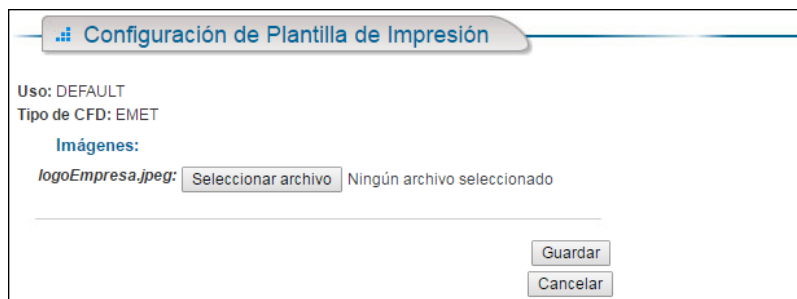 Configuración de Plantilla de Impresión
Uso: DEFAULT
Tipo de CFD: EMET
Imágenes:
logoEmpresa.jpeg: Seleccionar archivo Ningún archivo seleccionado
Guardar
Cancelar